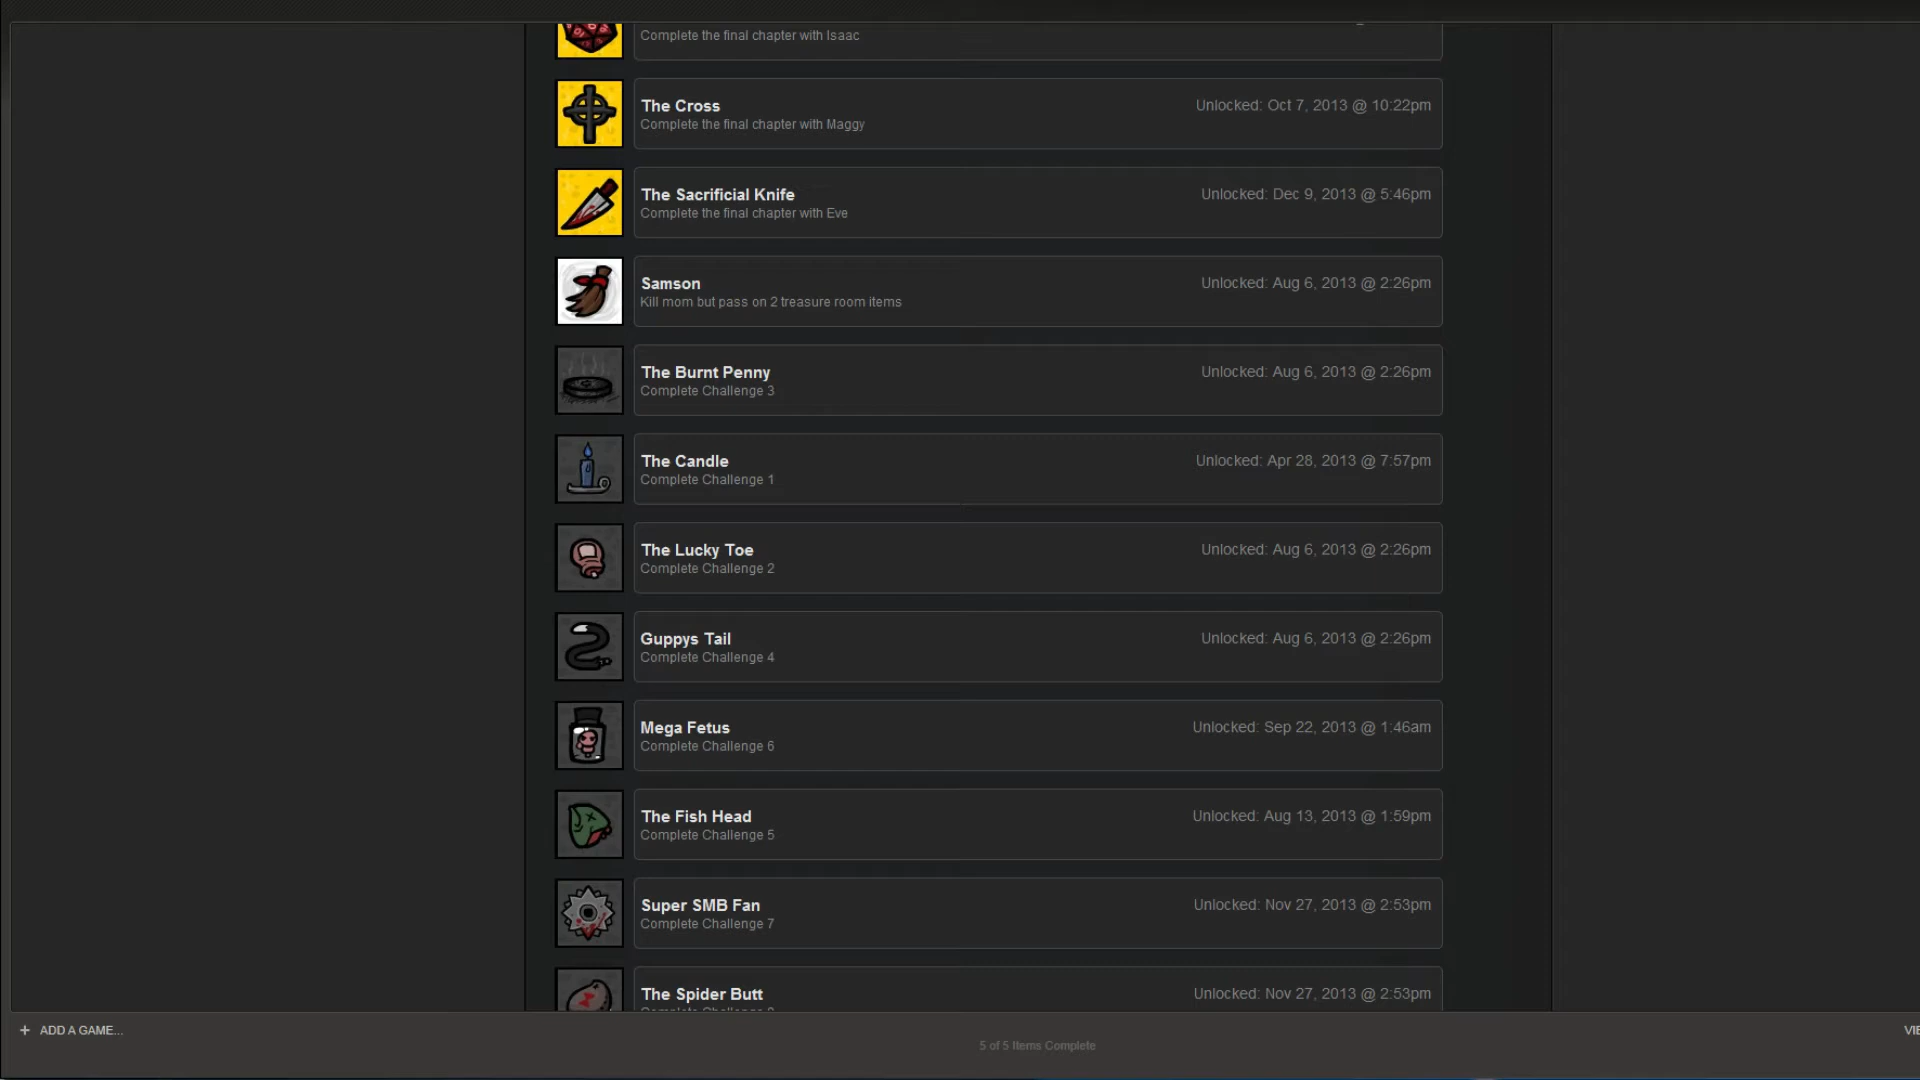 Complete the final chapter with Isaac
The Cross
Unlocked: Oct 7, 2013 @ 10:22pm
Complete the final chapter with Maggy
The Sacrificial Knife
Unlocked: Dec 9, 2013 @ 5:46pm
Complete the final chapter with Eve
Samson
Unlocked: Aug 6, 2013 @ 2:26pm
Kill mom but pass on 2 treasure room items
The Burnt Penny
Unlocked: Aug 6, 2013 @ 2:26pm
Complete Challenge 3
The Candle
Unlocked: Apr 28, 2013 @ 7:57pm
Complete Challenge 1
The Lucky Toe
Unlocked: Aug 6, 2013 @ 2:26pm
Complete Challenge 2
Guppys Tail
Unlocked: Aug 6, 2013 @ 2:26pm
Complete Challenge 4
Mega Fetus
Unlocked: Sep 22, 2013 @ 1:46am
Complete Challenge 6
The Fish Head
Unlocked: Aug 13, 2013 @ 1:59pm
Complete Challenge 5
Super SMB Fan
Unlocked: Nov 27, 2013 @ 2:53pm
Complete Challenge 7
The Spider Butt
Unlocked: Nov 27, 2013 @ 2:53pm
Complete Challenge
+ ADD A GAME...
VIE
5 of 5 Items Complete